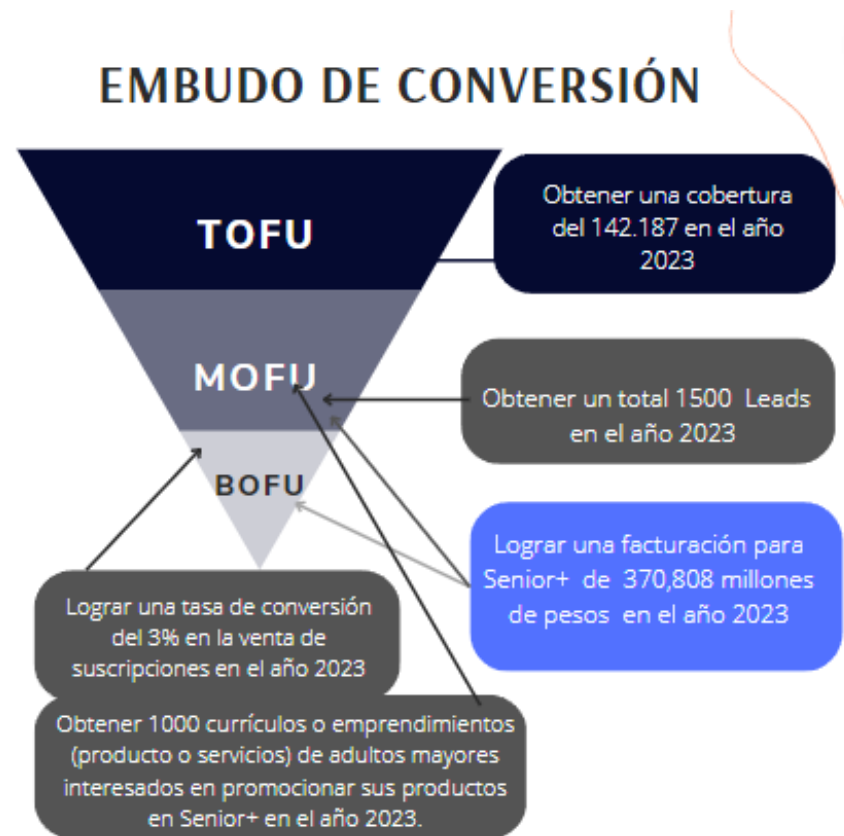 EMBUDO DE CONVERSIÓN
TOFU
Obtener una cobertura
del 142.187 en el año
2023
MOFU
Obtener un total 1500 Leads
en el año 2023
BOFU
Lograr una facturación para
Senior+ de 370,808 millones
de pesos en el año 2023
Lograr una tasa de conversión
del 3% en la venta de
suscripciones en el año 2023
Obtener 1000 currículos o emprendimientos
(producto o servicios) de adultos mayores
interesados en promocionar sus productos
en Senior+ en el año 2023.